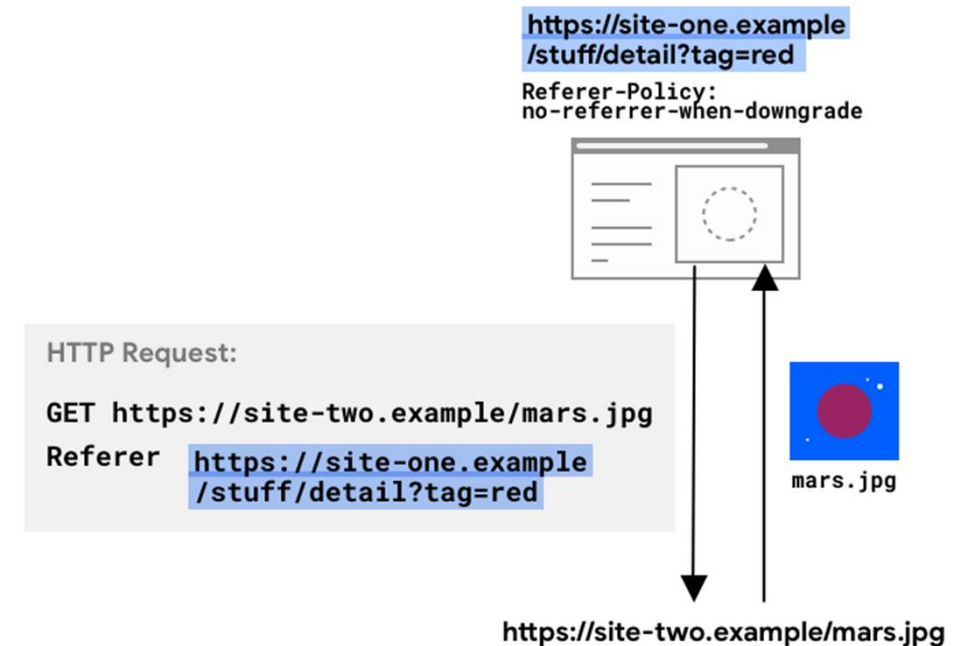 https://site-one.example
/stuff/detail?tag=red
Referer-Policy:
no-referrer-when-downgrade
HTTP Request:
GET https://site-two.example/mars.jpg
Referer https://site-one.example
/stuff/detail?tag=red
mars.jpg
https://site-two.example/mars.jpg